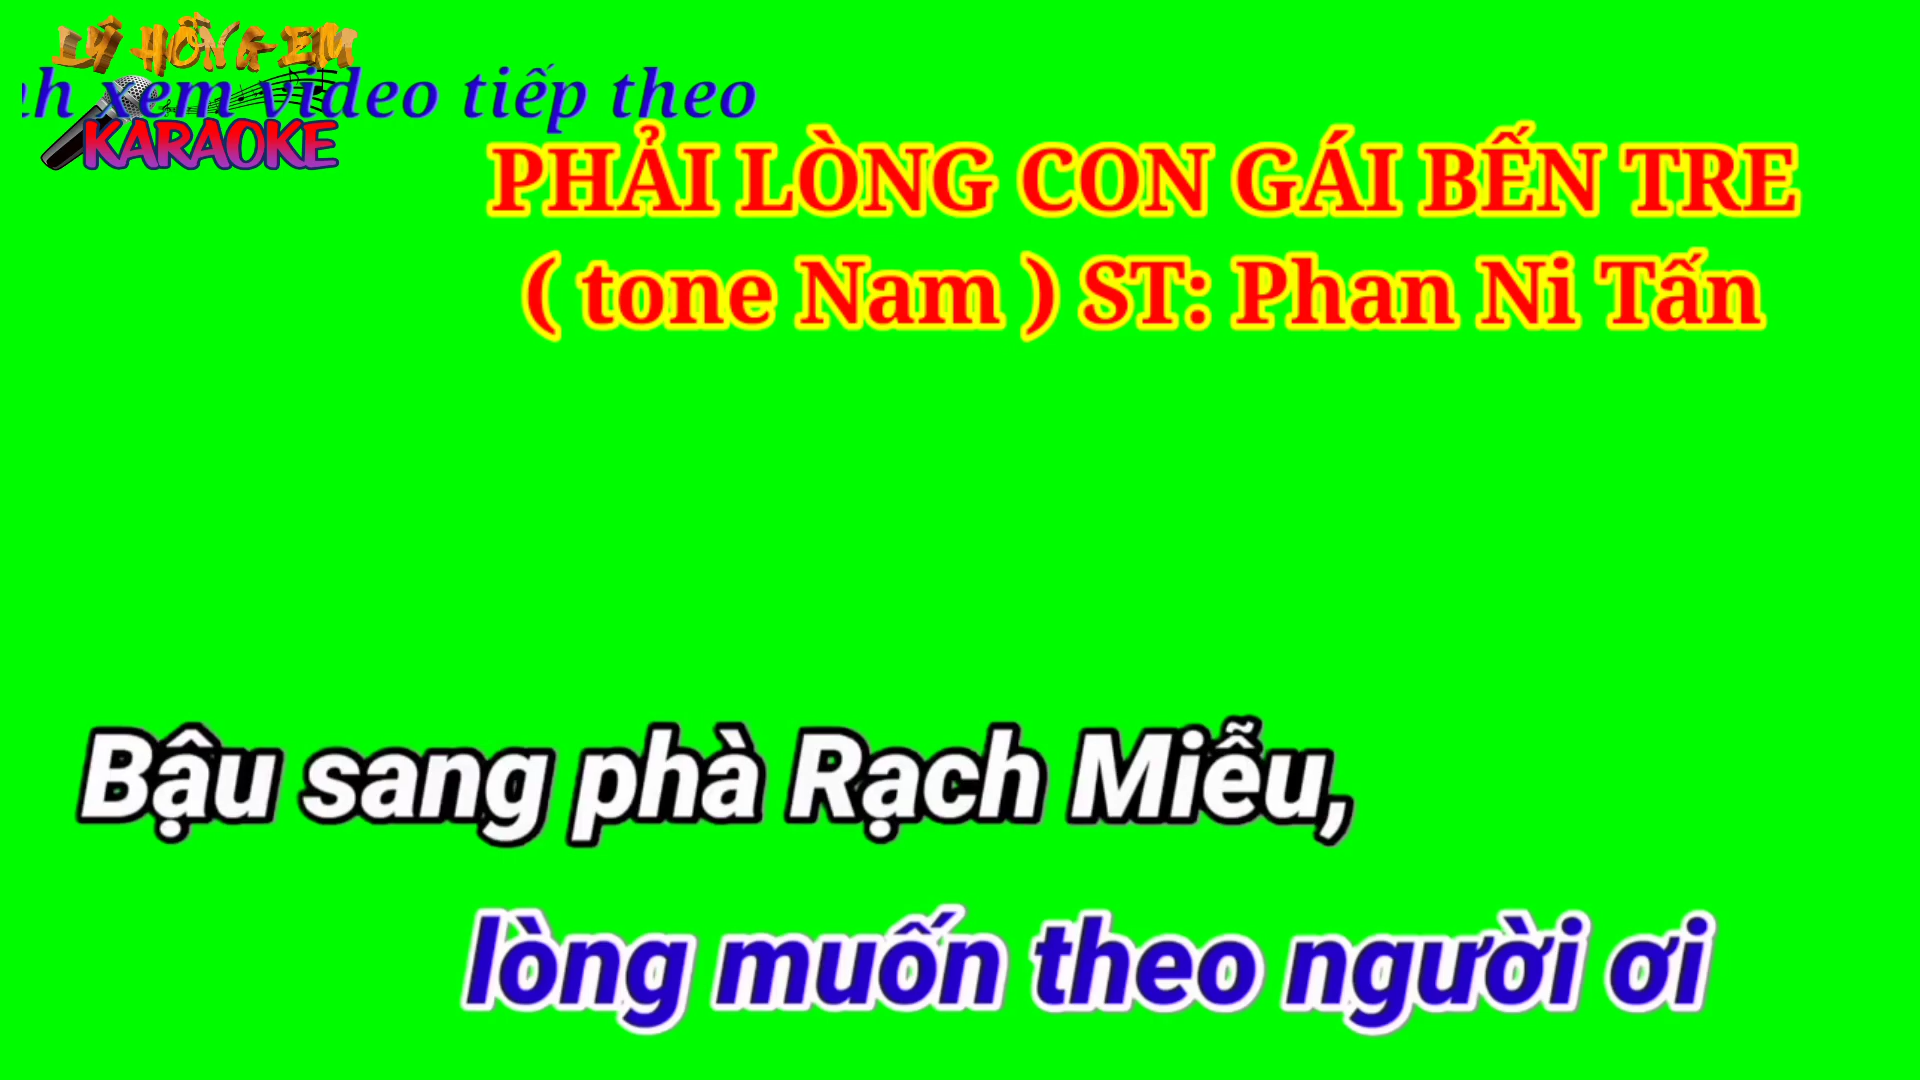 LÝ HỒNG EM
xem video tiếp theo
KARAOKE
PHẢI LÒNG CON GÁI BẾN TRE
( tone Nam ) ST: Phan Ni Tấn
Bậu sang phà Rạch Miễu,
lòng muốn theo người ơi